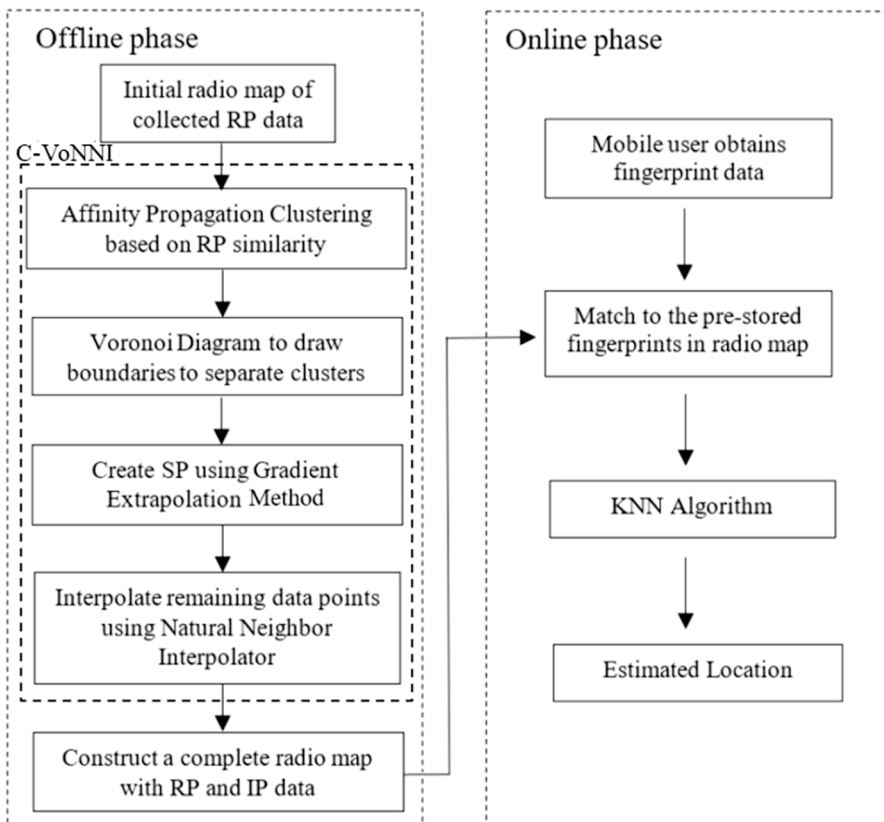 Offline phase
Initial radio map of
collected RP data
C-VoNNI
Affinity Propagation Clustering
based on RP similarity
Voronoi Diagram to draw
boundaries to separate clusters
Create SP using Gradient
Extrapolation Method
Interpolate remaining data points
using Natural Neighbor
Interpolator
Construct a complete radio map
with RP and IP data
Online phase
Mobile user obtains
fingerprint data
Match to the pre-stored
fingerprints in radio map
KNN Algorithm
Estimated Location